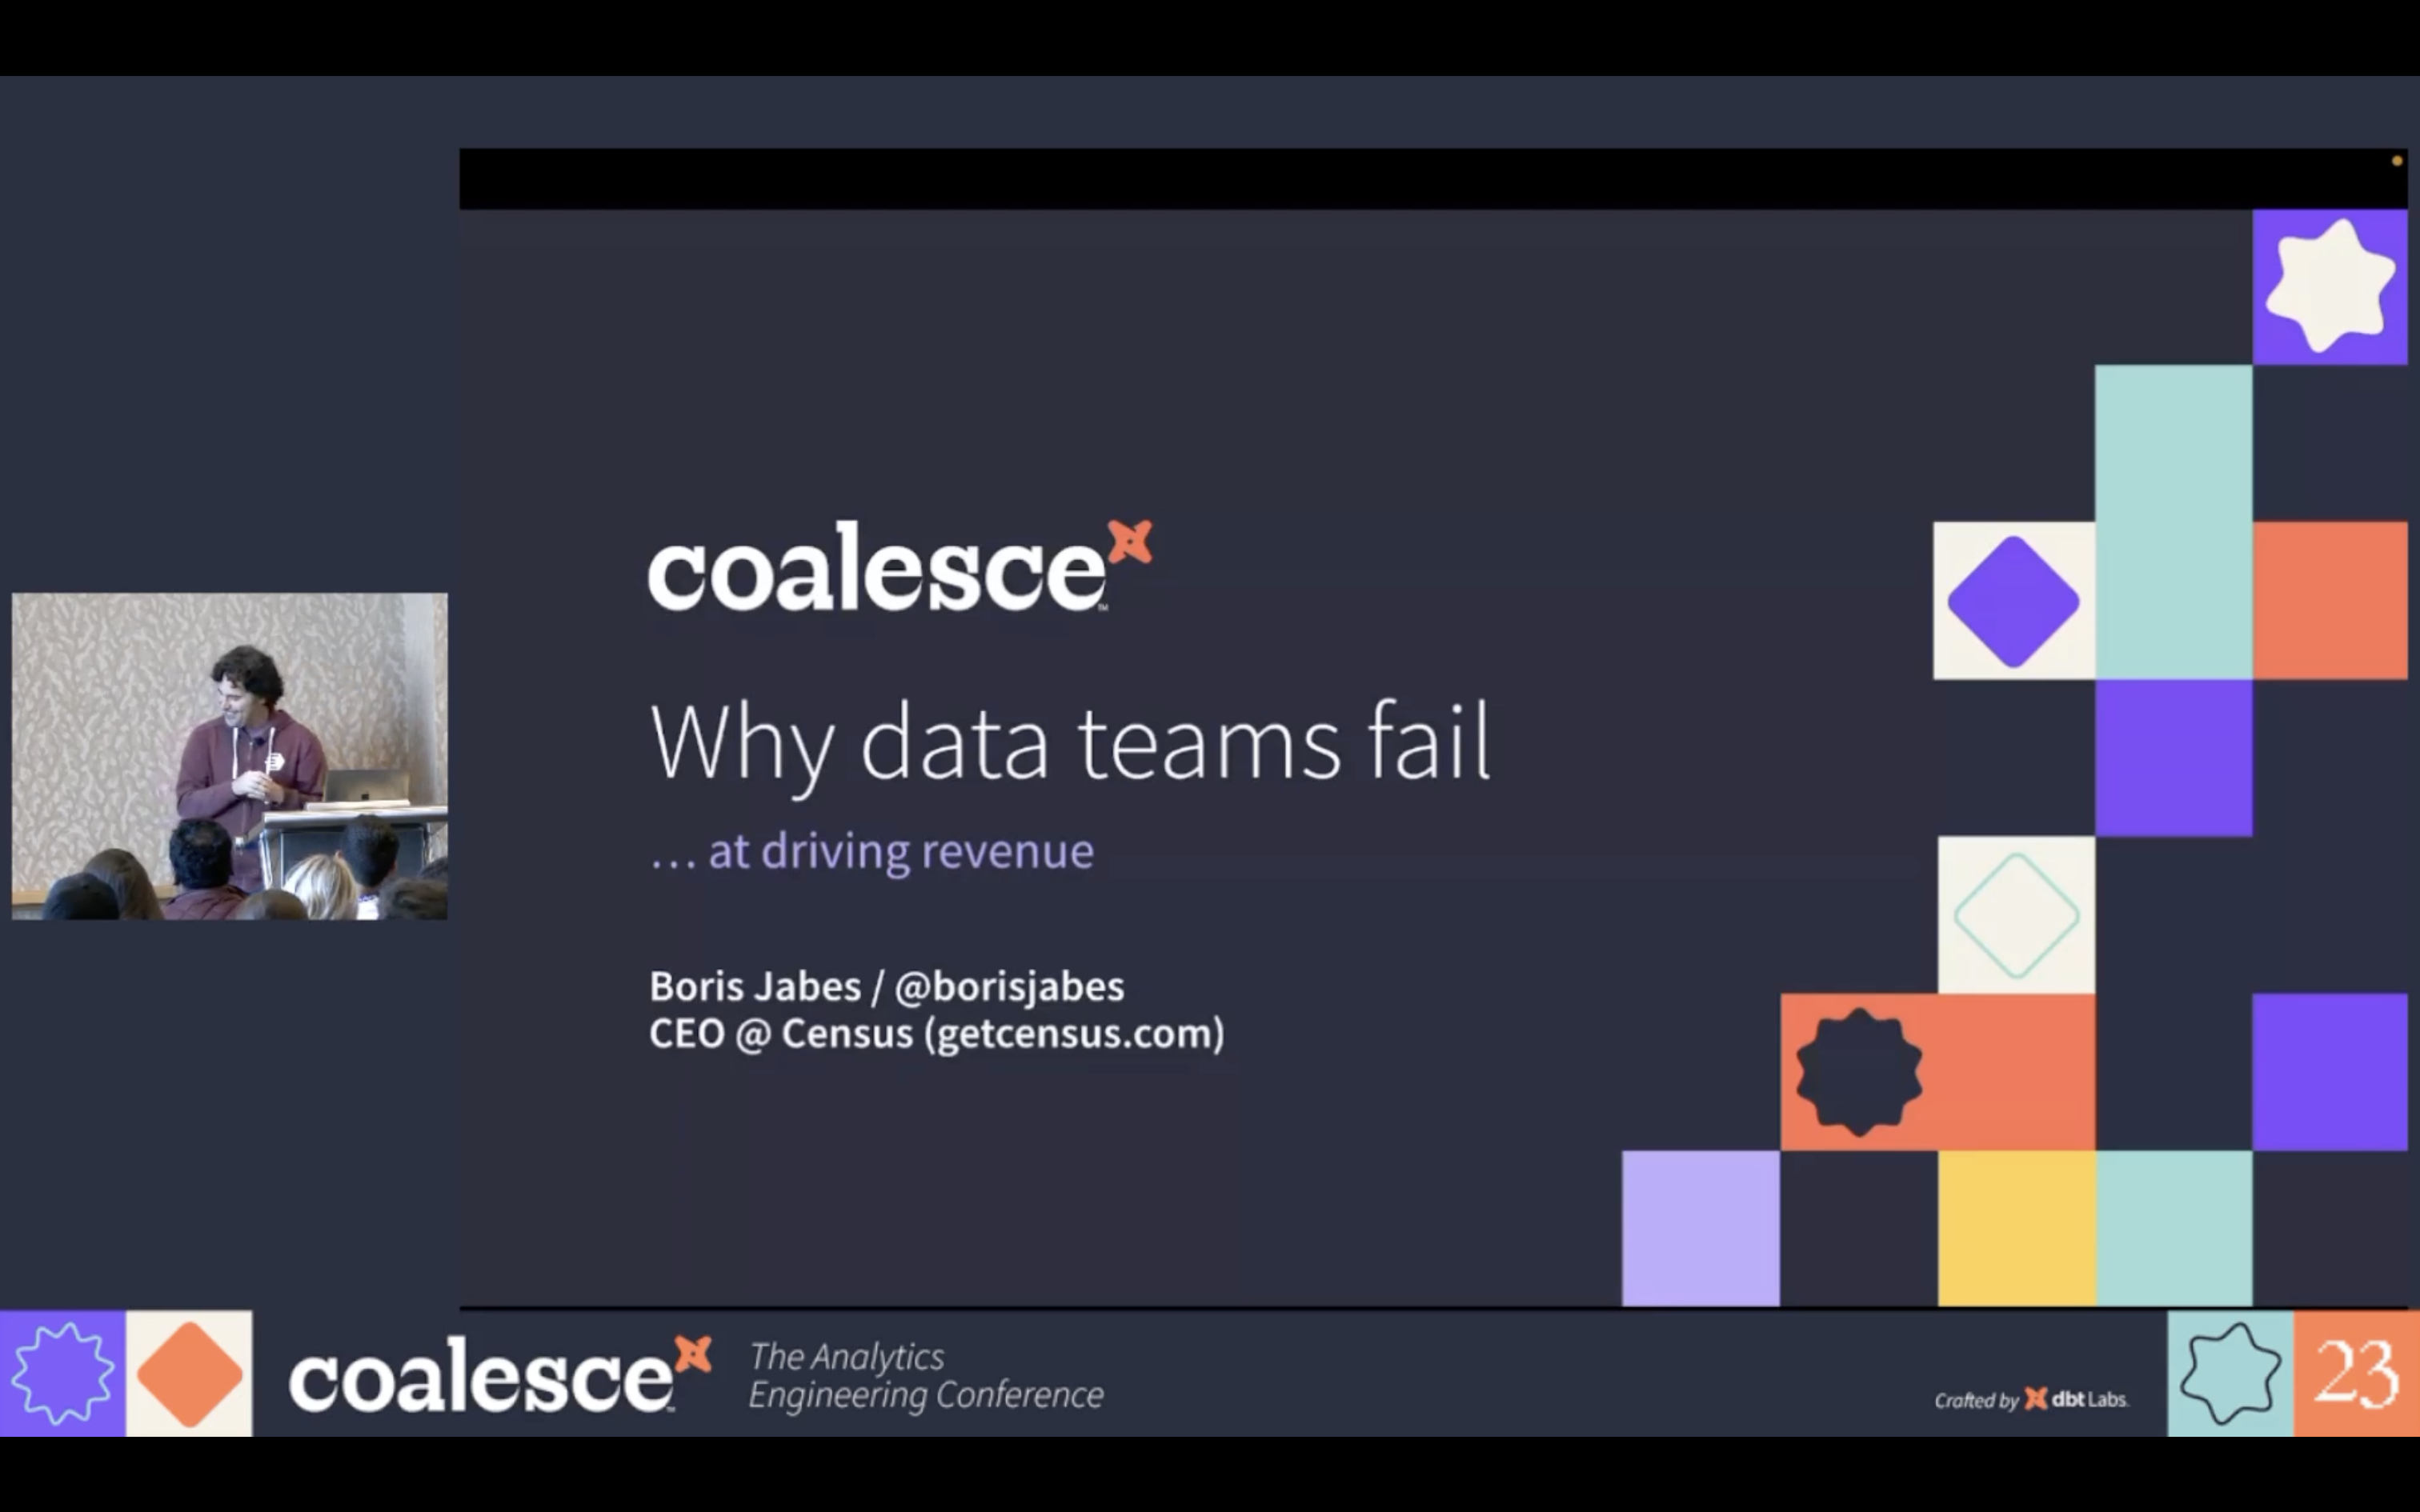 coalesce
Why data teams fail
... at driving revenue
Boris Jabes / @borisjabes
CEO @ Census (getcensus.com)
coalesce
The Analytics
Engineering Conference
Crafted by dbt Labs
23